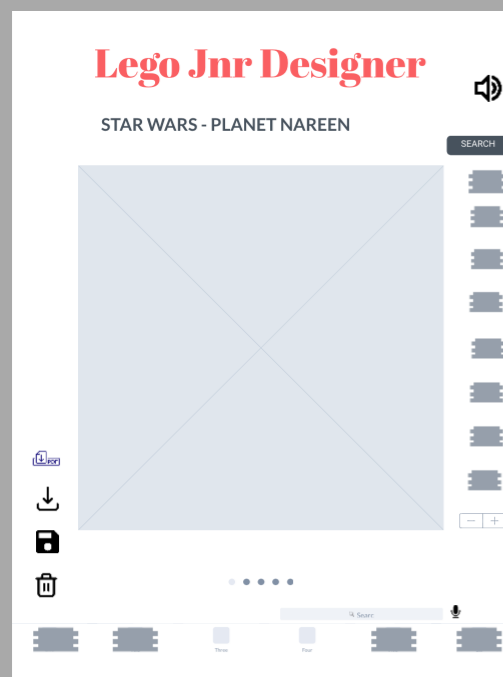 Lego Jnr Designer
STAR WARS - PLANET NAREEN
SEARCH
PDF
Searc
Three
Four